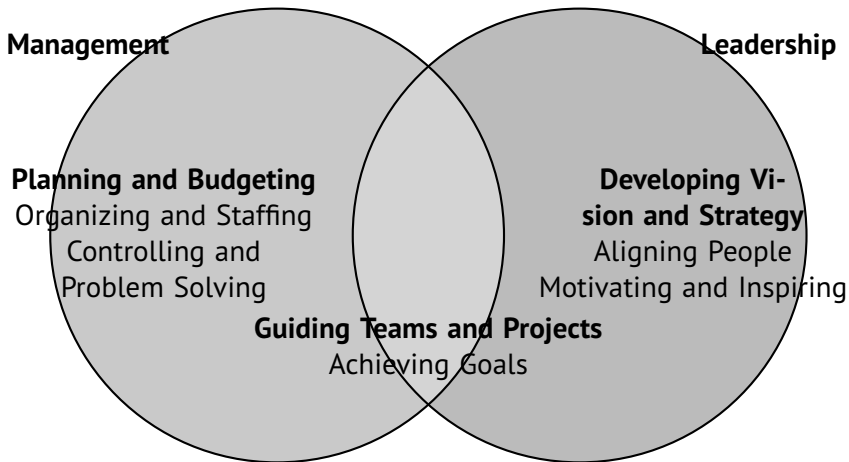 Management
Leadership
Planning and Budgeting
Organizing and Staffing
Controlling and
Problem Solving
Developing Vi-
sion and Strategy
Aligning People
Motivating and Inspiring
Guiding Teams and Projects
Achieving Goals